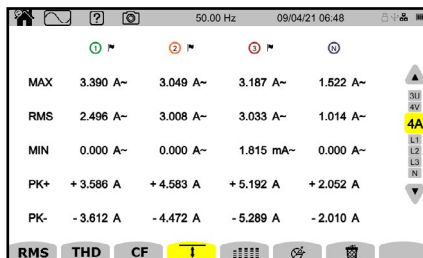 ? 50.00 Hz 09/04/21 06:48
1 2 3 N
MAX 3.390 A~ 3.049 A~ 3.187 A~ 1.522 A~
RMS 2.496 A~ 3.008 A~ 3.033 A~ 1.014 A~
MIN 0.000 A~ 0.000 A~ 1.815 mA~ 0.000 A~
PK+ + 3.586 A + 4.583 A + 5.192 A + 2.052 A
PK- - 3.612 A - 4.472 A - 5.289 A - 2.010 A
3U
4V
4A
L1
L2
L3
N
RMS THD CF